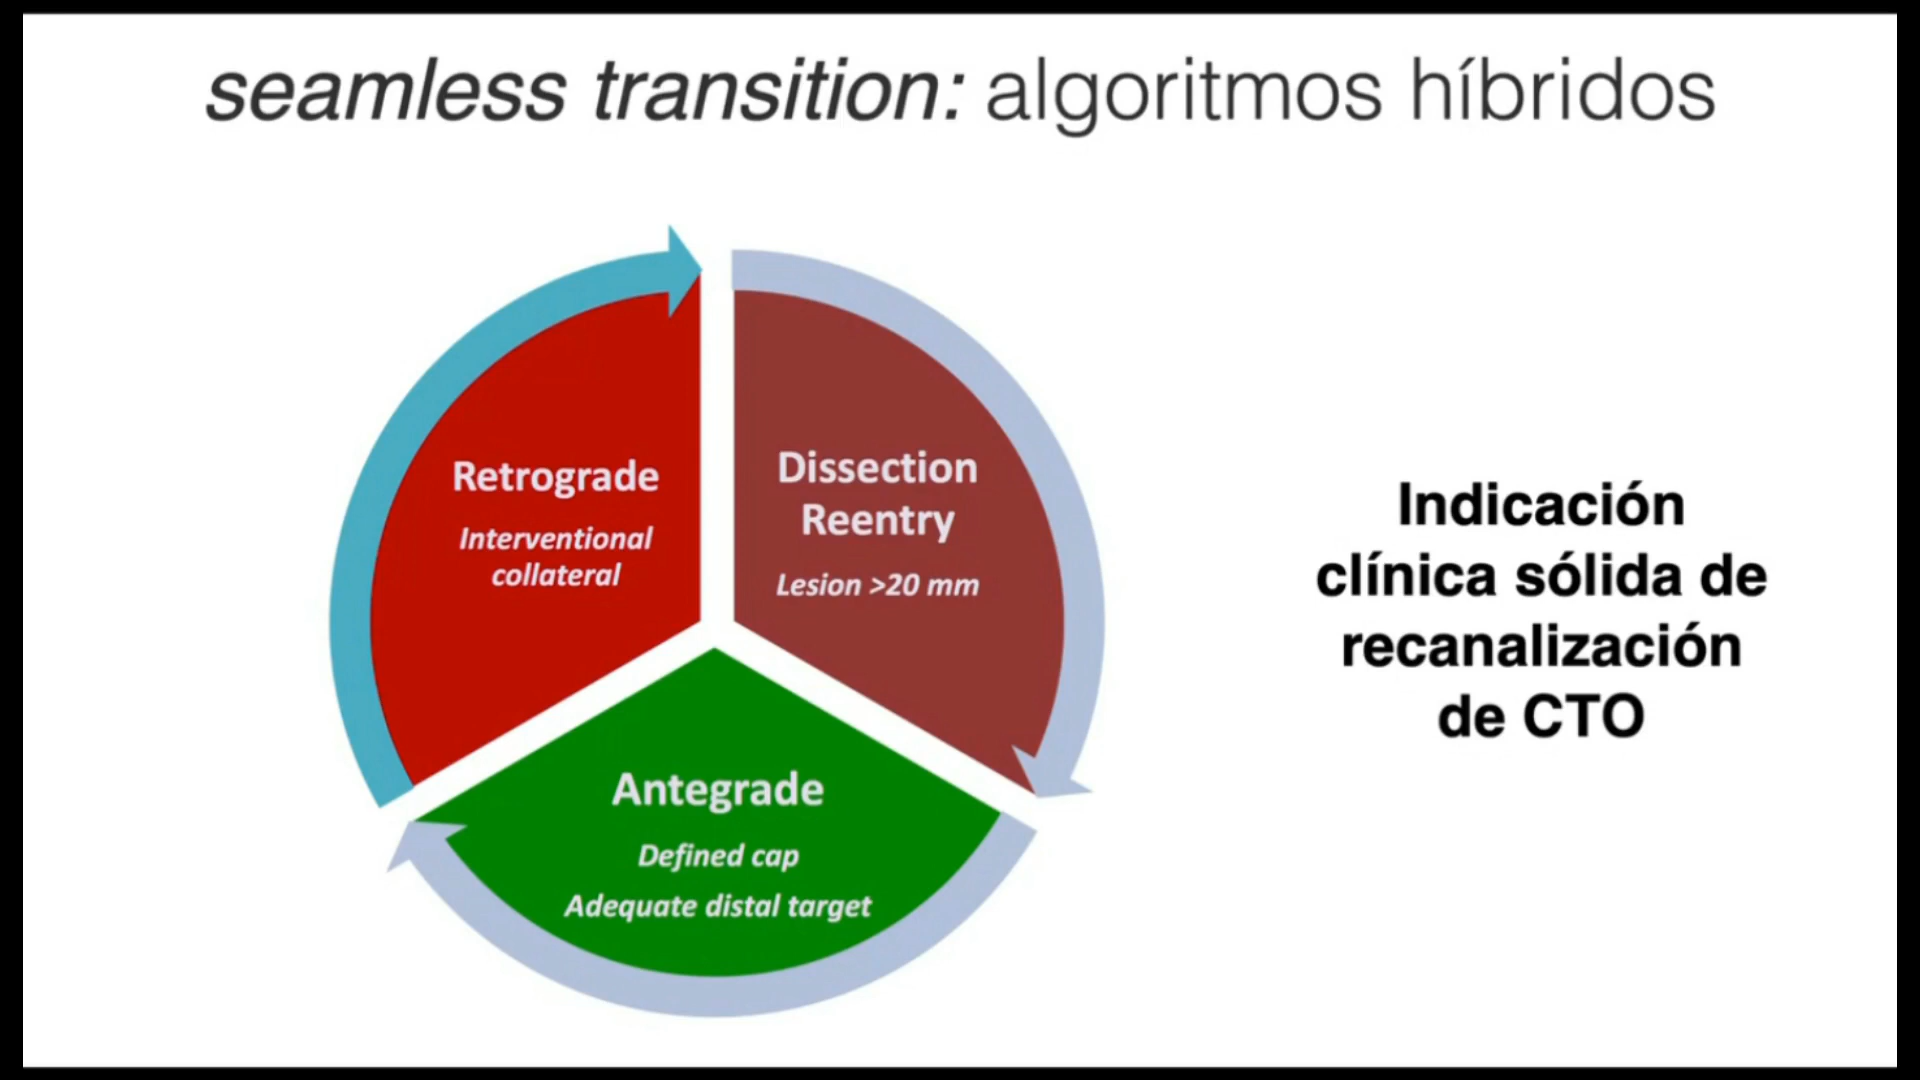 seamless transition: algoritmos híbridos
Retrograde
Interventional
collateral
Dissection
Reentry
Lesion >20 mm
Antegrade
Defined cap
Adequate distal target
Indicación
clínica sólida de
recanalización
de CTO